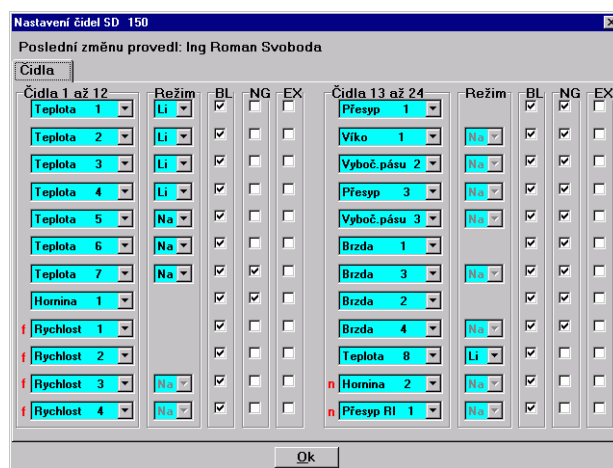 Nastavení čidel SD 150
Poslední změnu provedl: Ing Roman Svoboda
Čidla
Čidla 1 až 12 Režim BL NG EX Čidla 13 až 24 Režim BL NG EX
Teplota 1 Li Přesyp 1
Teplota 2 Li Víko 1 Na
Teplota 3 Li Vyboč.pásu 2 Na
Teplota 4 Li Přesyp 3 Na
Teplota 5 Na Vyboč.pásu 3 Na
Teplota 6 Na Brzda 1
Teplota 7 Na Brzda 3 Na
Hornina 1 Brzda 2
f Rychlost 1 Brzda 4 Na
f Rychlost 2 Teplota 8 Li
f Rychlost 3 Na n Hornina 2 Na
f Rychlost 4 Na n Přesyp RI 1 Na
Ok